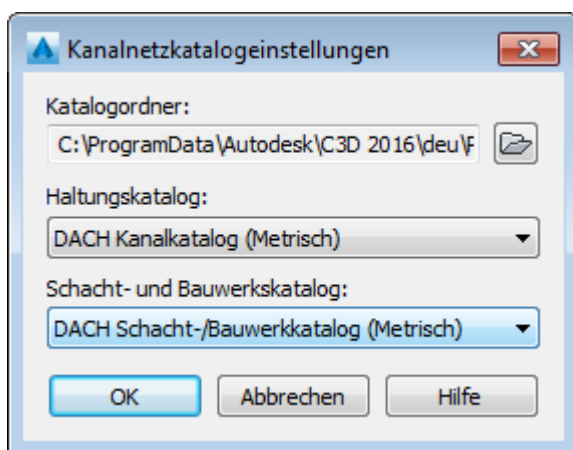 Kanalnetzkatalogeinstellungen
Katalogordner:
C:\ProgramData\Autodesk\C3D 2016\deu\F
Haltungskatalog:
DACH Kanalkatalog (Metrisch)
Schacht- und Bauwerkskatalog:
DACH Schacht-/Bauwerkkatalog (Metrisch)
OK Abbrechen Hilfe